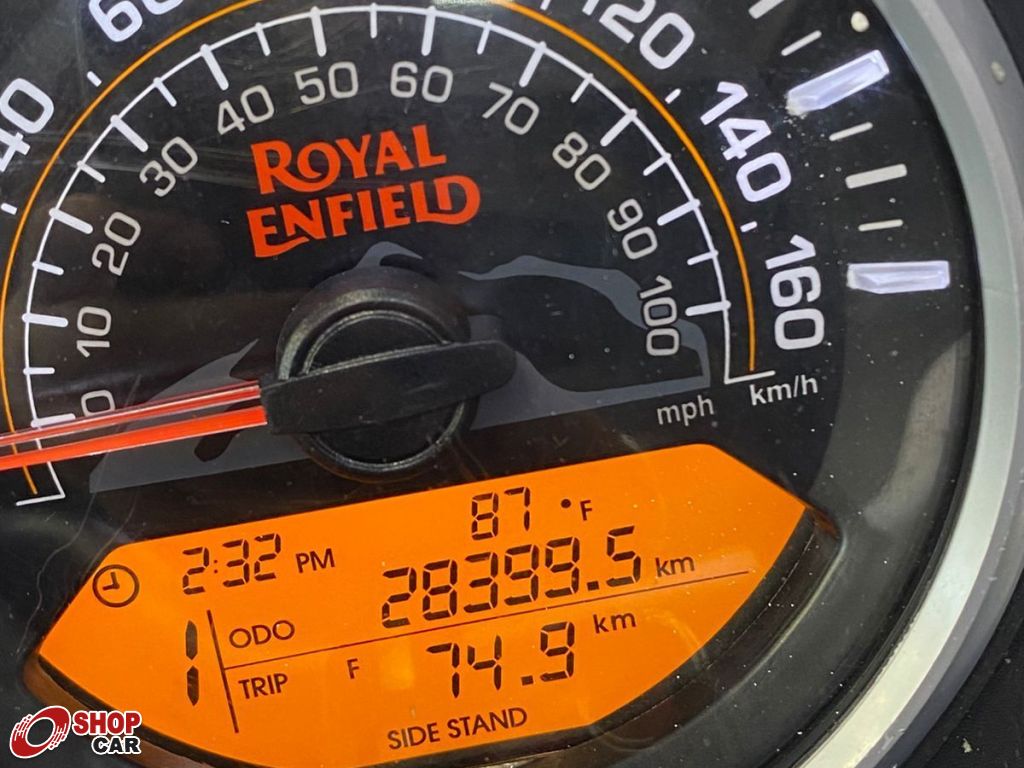 40
60
120
140
160
km/h
0
10
20
30
40
50
60
70
80
90
100
mph
ROYAL
ENFIELD
87 °F
2:32 PM
28399.5 km
1
ODO
TRIP F 74.9 km
SIDE STAND
SHOP
CAR